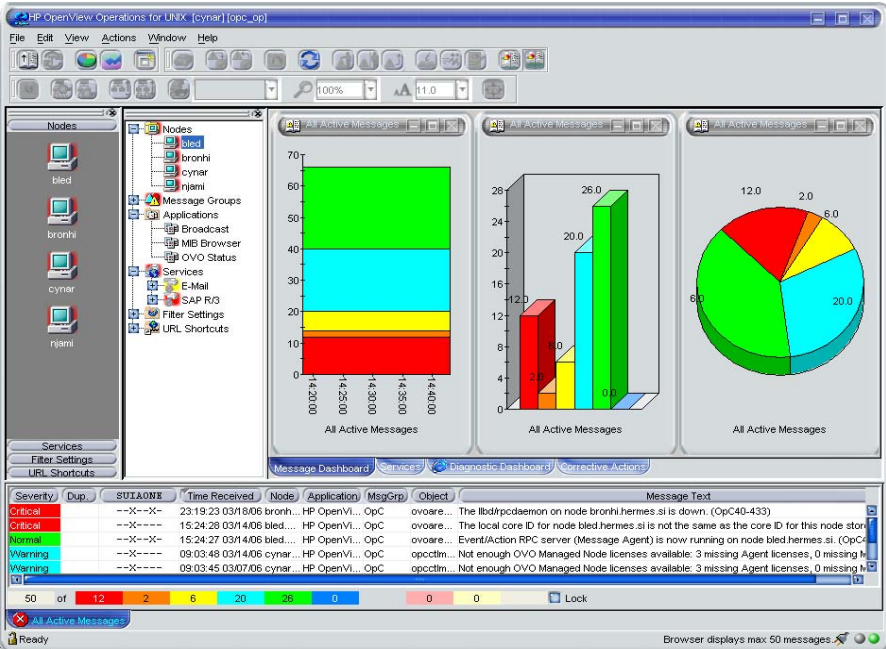 HP OpenView Operations for UNIX [cynar] [opc_op]
File Edit View Actions Window Help
100% 11.0
Nodes
bled
bronhi
cynar
njami
Services
Filter Settings
URL Shortcuts
Nodes
bled
bronhi
cynar
njami
Message Groups
Applications
Broadcast
MIB Browser
OVO Status
Services
E-Mail
SAP R/3
Filter Settings
URL Shortcuts
All Active Messages
70
60
50
40
30
20
10
0
14:20:00
14:25:00
14:30:00
14:35:00
14:40:00
All Active Messages
All Active Messages
28
24
20
16
12
8
4
0
12.0
2.0
6.0
20.0
26.0
0.0
All Active Messages
All Active Messages
12.0
2.0
6.0
20.0
All Active Messages
Message Dashboard Services Diagnostic Dashboard Corrective Actions
Severity Dup. SUIAONE Time Received Node Application MsgGrp Object Message Text
Critical --X--X- 23:19:23 03/18/06 bronh... HP OpenVi... OpC ovoare... The llbd/rpcdaemon on node bronhi.hermes.si is down. (OpC40-433)
Critical --X---- 15:24:28 03/14/06 bled.... HP OpenVi... OpC ovoare... The local core ID for node bled.hermes.si is not the same as the core ID for this node stor
Normal --X---- 15:24:27 03/14/06 bled.... HP OpenVi... OpC ovoare... Event/Action RPC server (Message Agent) is now running on node bled.hermes.si. (OpC4
Warning --X---- 09:03:48 03/14/06 cynar... HP OpenVi... OpC opcctlm... Not enough OVO Managed Node licenses available: 3 missing Agent licenses, 0 missing M
Warning --X---- 09:03:45 03/07/06 cynar... HP OpenVi... OpC opcctlm... Not enough OVO Managed Node licenses available: 3 missing Agent licenses, 0 missing M
50 of 12 2 6 20 26 0 0 0 Lock
All Active Messages
Ready Browser displays max 50 messages.